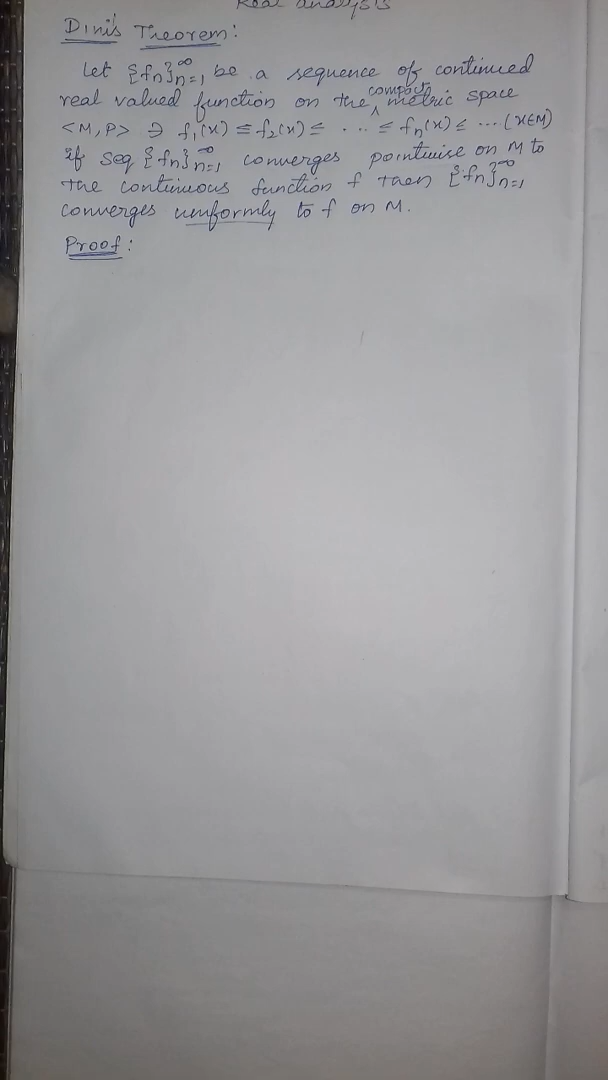 Real analysis
Dini's Theorem:
Let {fn}∞n=1 be a sequence of continued
real valued function on the compact metric space
<M, P> ∋ f1(x) ≤ f2(x) ≤ ... ≤ fn(x) ≤ ... (x∈M)
If seq {fn}∞n=1 converges pointwise on M to
the continuous function f then {fn}∞n=1
converges uniformly to f on M.
Proof: